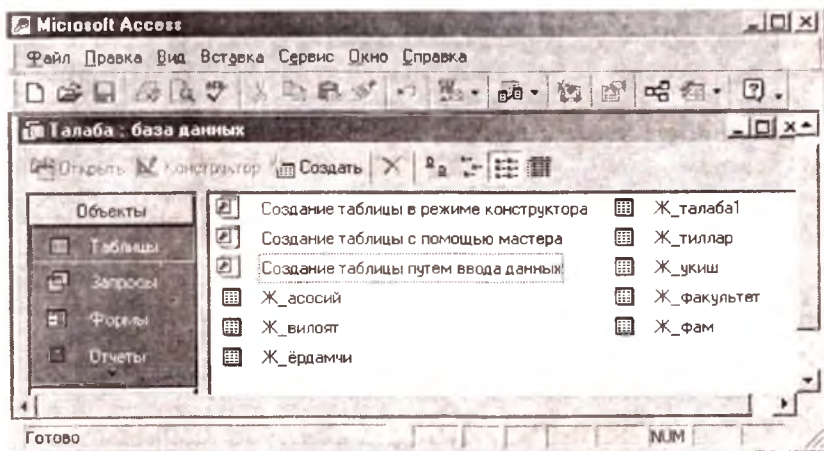 Microsoft Access
Файл Правка Вид Вставка Сервис Окно Справка
Талаба : база данных
Открыть Конструктор Создать
Объекты
Таблицы
Запросы
Формы
Отчеты
Создание таблицы в режиме конструктора
Создание таблицы с помощью мастера
Создание таблицы путем ввода данных
Ж_асосий
Ж_вилоят
Ж_ёрдамчи
Ж_талаба1
Ж_тиллар
Ж_укиш
Ж_факультет
Ж_фам
Готово
NUM